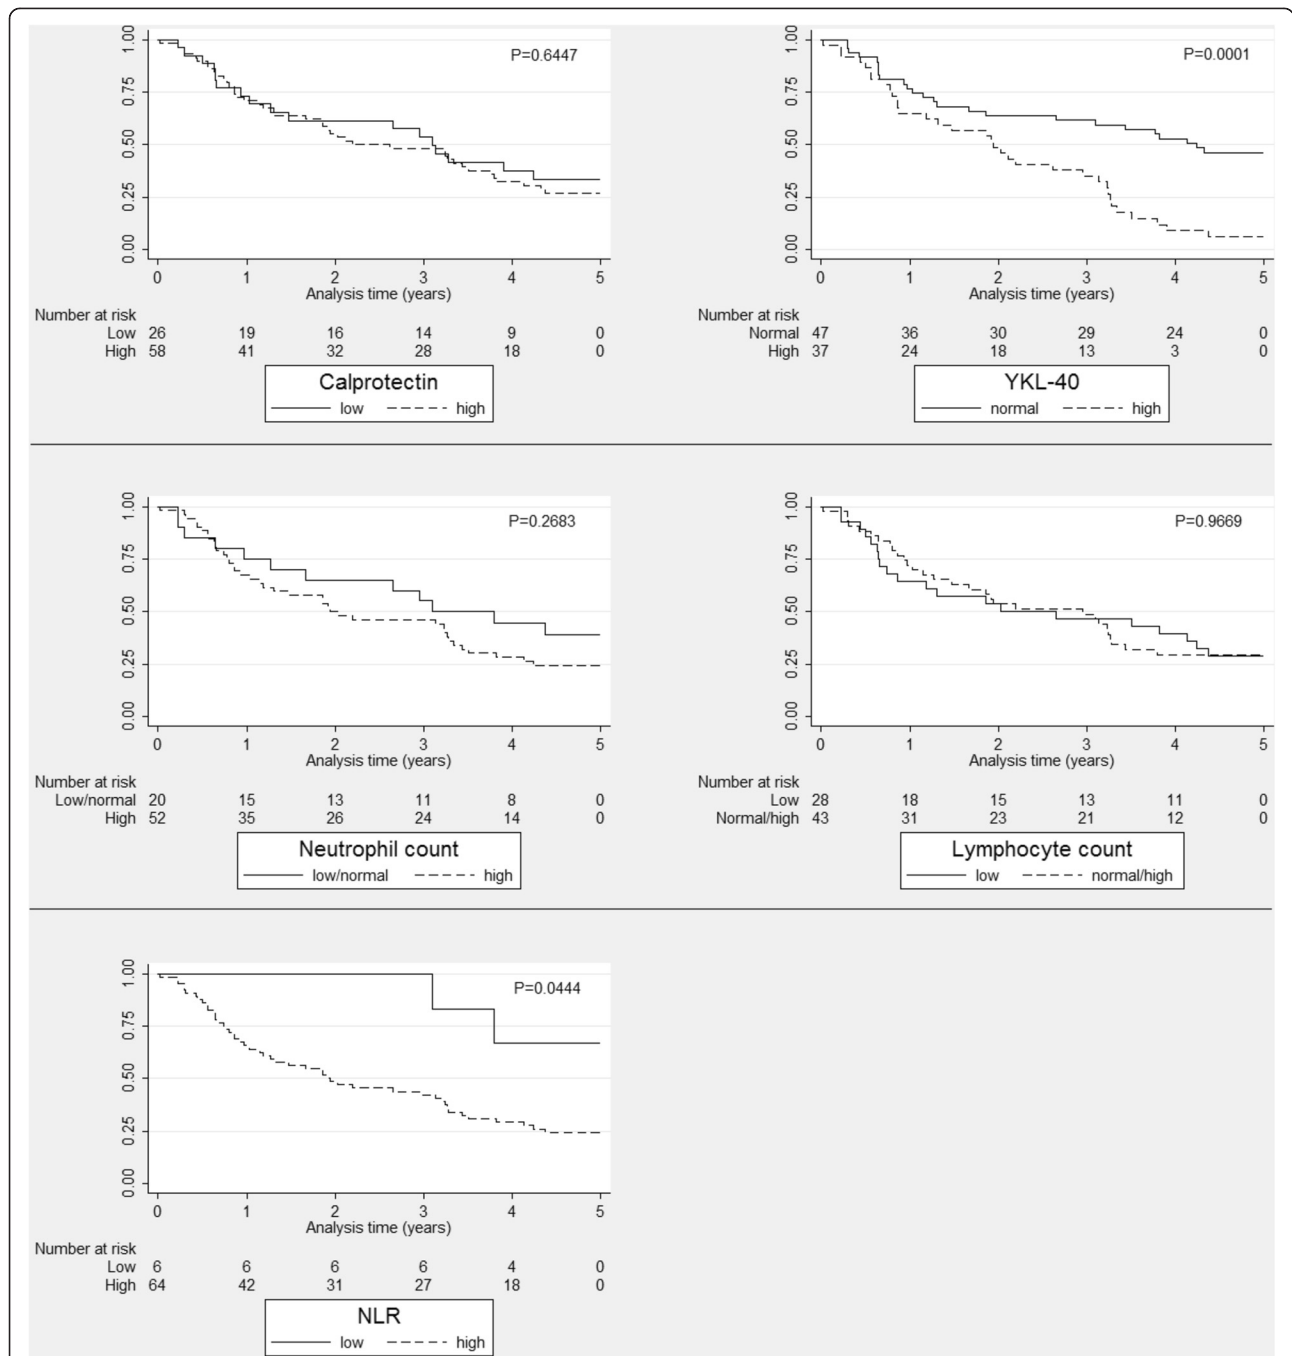 1.00
0.75
0.50
0.25
0.00
P=0.6447
0 1 2 3 4 5
Analysis time (years)
Number at risk
Low 26 19 16 14 9 0
High 58 41 32 28 18 0
Calprotectin
low high
1.00
0.75
0.50
0.25
0.00
P=0.0001
0 1 2 3 4 5
Analysis time (years)
Number at risk
Normal 47 36 30 29 24 0
High 37 24 18 13 3 0
YKL-40
normal high
1.00
0.75
0.50
0.25
0.00
P=0.2683
0 1 2 3 4 5
Analysis time (years)
Number at risk
Low/normal 20 15 13 11 8 0
High 52 35 26 24 14 0
Neutrophil count
low/normal high
1.00
0.75
0.50
0.25
0.00
P=0.9669
0 1 2 3 4 5
Analysis time (years)
Number at risk
Low 28 18 15 13 11 0
Normal/high 43 31 23 21 12 0
Lymphocyte count
low normal/high
1.00
0.75
0.50
0.25
0.00
P=0.0444
0 1 2 3 4 5
Analysis time (years)
Number at risk
Low 6 6 6 6 4 0
High 64 42 31 27 18 0
NLR
low high